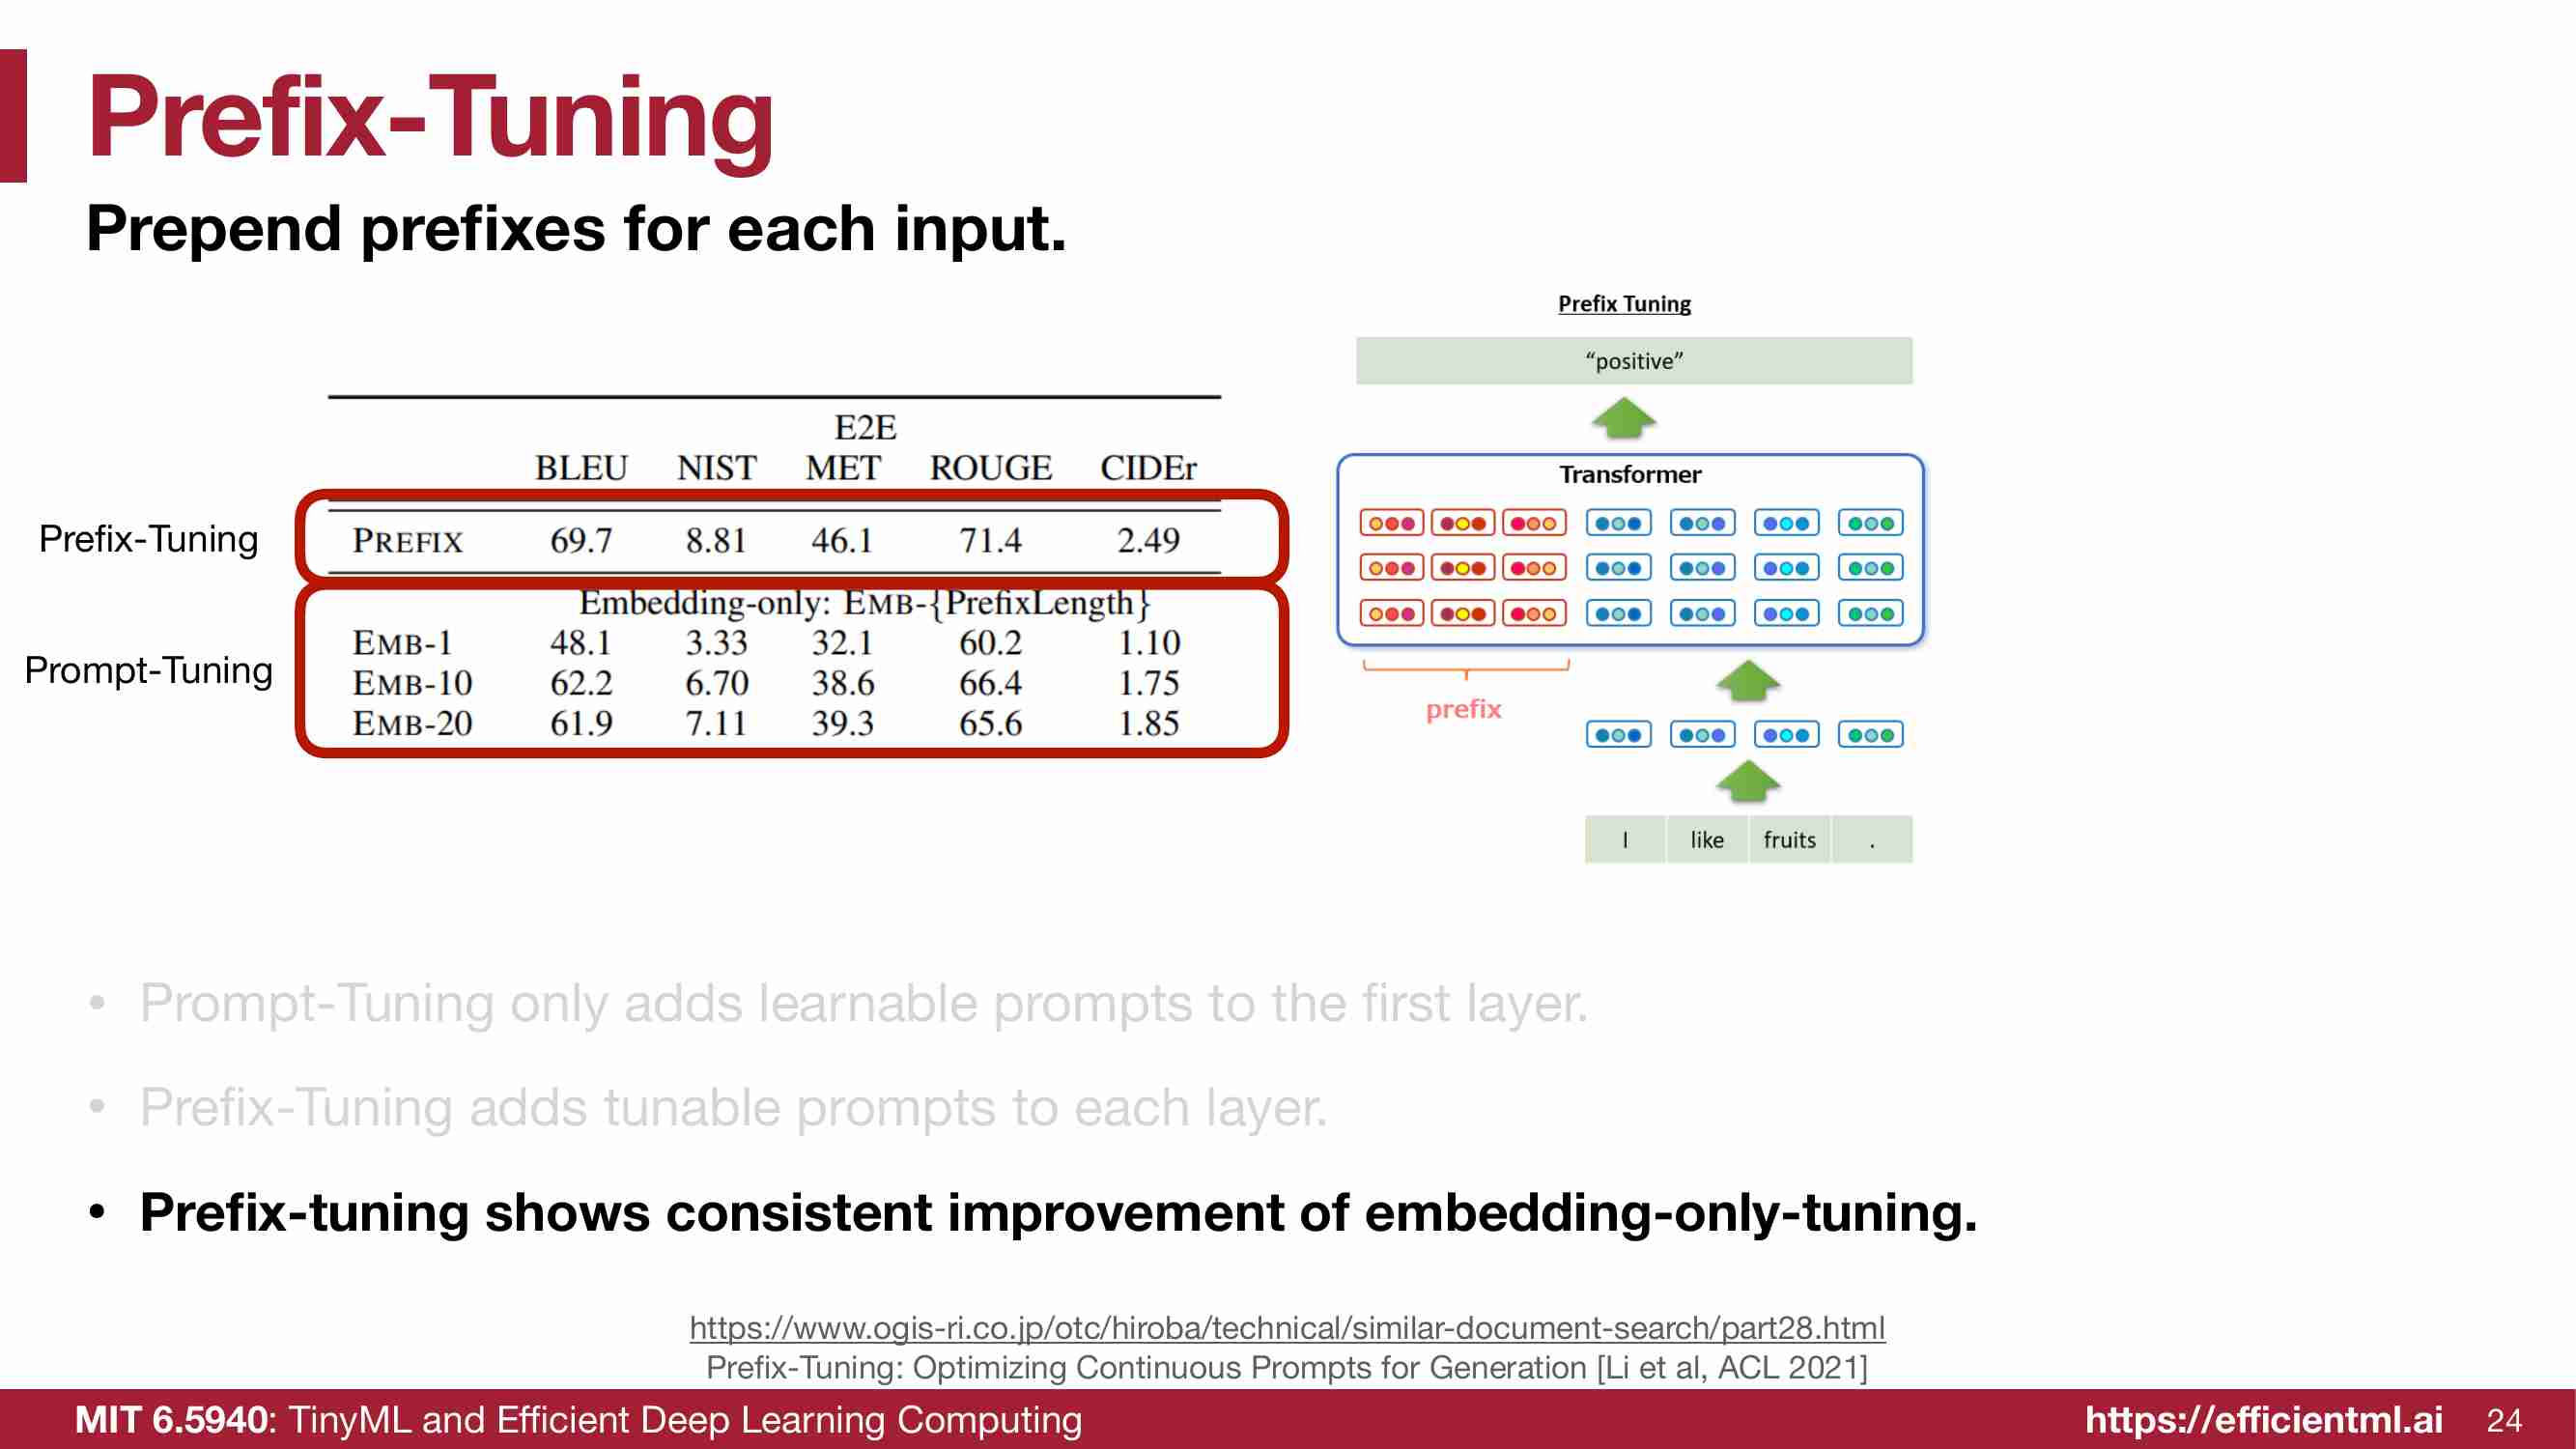 Prefix-Tuning
Prepend prefixes for each input.
E2E
BLEU NIST MET ROUGE CIDEr
Prefix-Tuning
PREFIX 69.7 8.81 46.1 71.4 2.49
Embedding-only: EMB-{PrefixLength}
Prompt-Tuning
EMB-1 48.1 3.33 32.1 60.2 1.10
EMB-10 62.2 6.70 38.6 66.4 1.75
EMB-20 61.9 7.11 39.3 65.6 1.85
Prefix Tuning
“positive”
Transformer
prefix
I like fruits .
• Prompt-Tuning only adds learnable prompts to the first layer.
• Prefix-Tuning adds tunable prompts to each layer.
• Prefix-tuning shows consistent improvement of embedding-only-tuning.
https://www.ogis-ri.co.jp/otc/hiroba/technical/similar-document-search/part28.html
Prefix-Tuning: Optimizing Continuous Prompts for Generation [Li et al, ACL 2021]
MIT 6.5940: TinyML and Efficient Deep Learning Computing
https://efficientml.ai 24